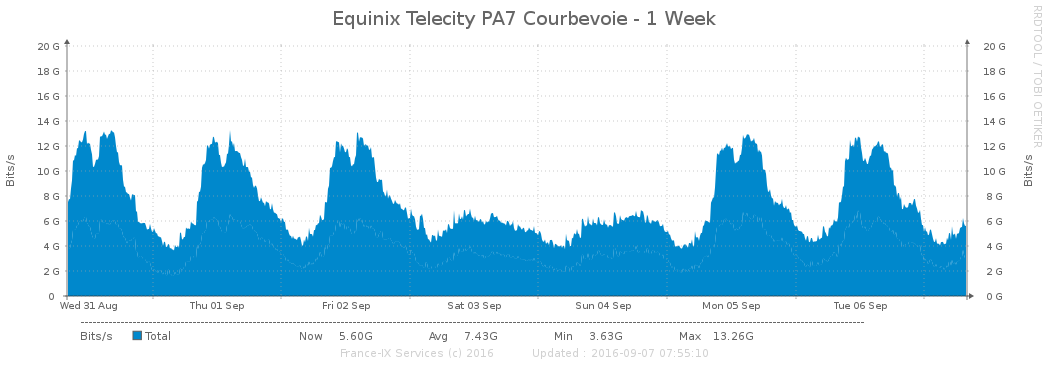 Equinix Telecity PA7 Courbevoie - 1 Week
RRDTOOL / TOBI OETIKER
Bits/s
20 G 20 G
18 G 18 G
16 G 16 G
14 G 14 G
12 G 12 G
10 G 10 G
8 G 8 G
6 G 6 G
4 G 4 G
2 G 2 G
0 0 G
Bits/s
Wed 31 Aug Thu 01 Sep Fri 02 Sep Sat 03 Sep Sun 04 Sep Mon 05 Sep Tue 06 Sep
Bits/s Total Now 5.60G Avg 7.43G Min 3.63G Max 13.26G
France-IX Services (c) 2016 Updated : 2016-09-07 07:55:10